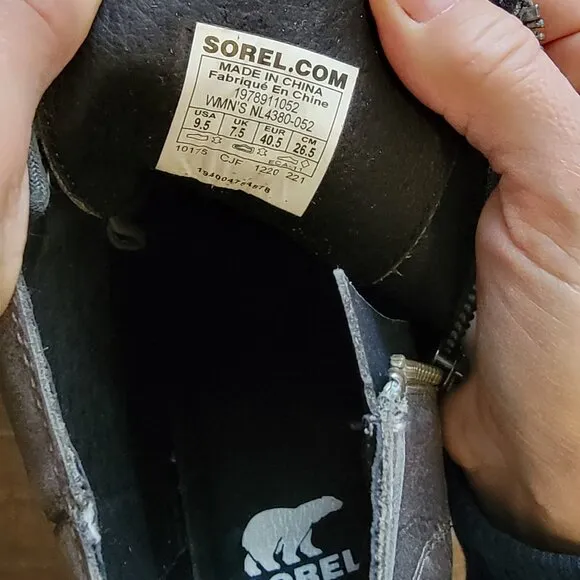 SOREL.COM
MADE IN CHINA
Fabriqué En Chine
1978911052
WMN'S NL4380-052
USA UK EUR CM
9.5 7.5 40.5 26.5
10175 CJF 1220 221
SOREL